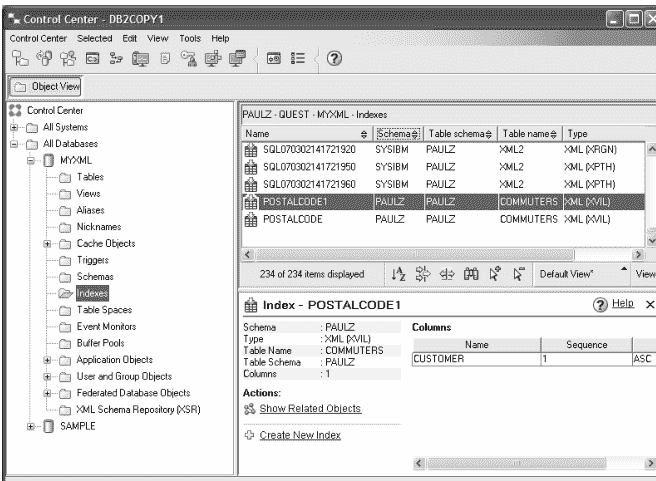 Control Center - DB2COPY1
Control Center Selected Edit View Tools Help
Object View
Control Center
All Systems
All Databases
MYXML
Tables
Views
Aliases
Nicknames
Cache Objects
Triggers
Schemas
Indexes
Table Spaces
Event Monitors
Buffer Pools
Application Objects
User and Group Objects
Federated Database Objects
XML Schema Repository (XSR)
SAMPLE
PAULZ - QUEST - MYXML - Indexes
Name Schema Table schema Table name Type
SQL070302141721920 SYSIBM PAULZ XML2 XML (XRGN)
SQL070302141721950 SYSIBM PAULZ XML2 XML (XPTH)
SQL070302141721960 SYSIBM PAULZ XML2 XML (XPTH)
POSTALCODE1 PAULZ PAULZ COMMUTERS XML (XVIL)
POSTALCODE PAULZ PAULZ COMMUTERS XML (XVIL)
234 of 234 items displayed Default View* View
Index - POSTALCODE1 Help
Schema : PAULZ
Type : XML (XVIL)
Table Name : COMMUTERS
Table Schema : PAULZ
Columns : 1
Actions:
Show Related Objects
Create New Index
Columns
Name Sequence
CUSTOMER 1 ASC